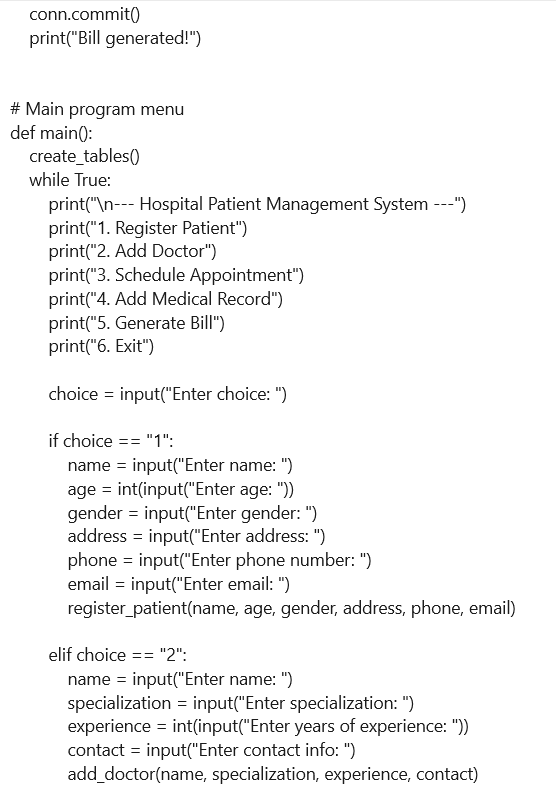 conn.commit()
print("Bill generated!")
# Main program menu
def main():
create_tables()
while True:
print("\n--- Hospital Patient Management System ---")
print("1. Register Patient")
print("2. Add Doctor")
print("3. Schedule Appointment")
print("4. Add Medical Record")
print("5. Generate Bill")
print("6. Exit")
choice = input("Enter choice: ")
if choice == "1":
name = input("Enter name: ")
age = int(input("Enter age: "))
gender = input("Enter gender: ")
address = input("Enter address: ")
phone = input("Enter phone number: ")
email = input("Enter email: ")
register_patient(name, age, gender, address, phone, email)
elif choice == "2":
name = input("Enter name: ")
specialization = input("Enter specialization: ")
experience = int(input("Enter years of experience: "))
contact = input("Enter contact info: ")
add_doctor(name, specialization, experience, contact)